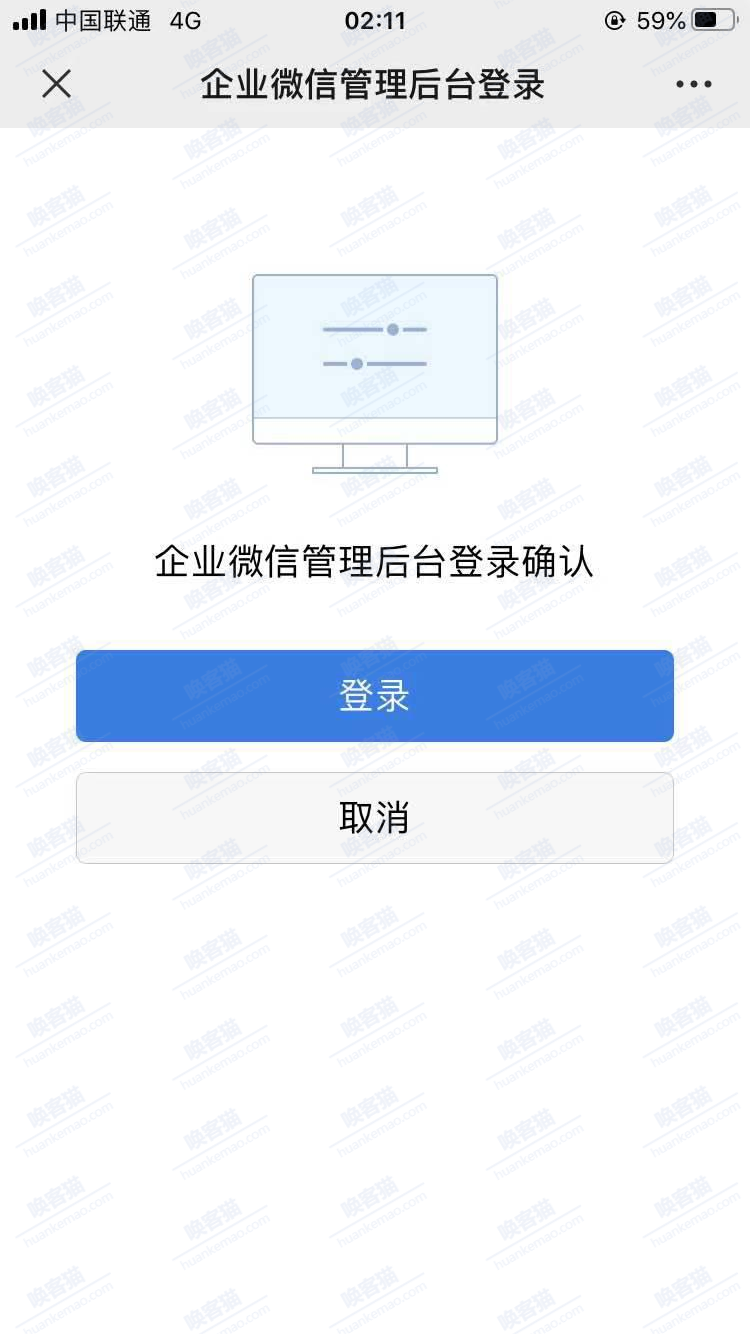 中国联通 4G 02:11 59%
企业微信管理后台登录
企业微信管理后台登录确认
登录
取消
唤客猫
huankemao.com